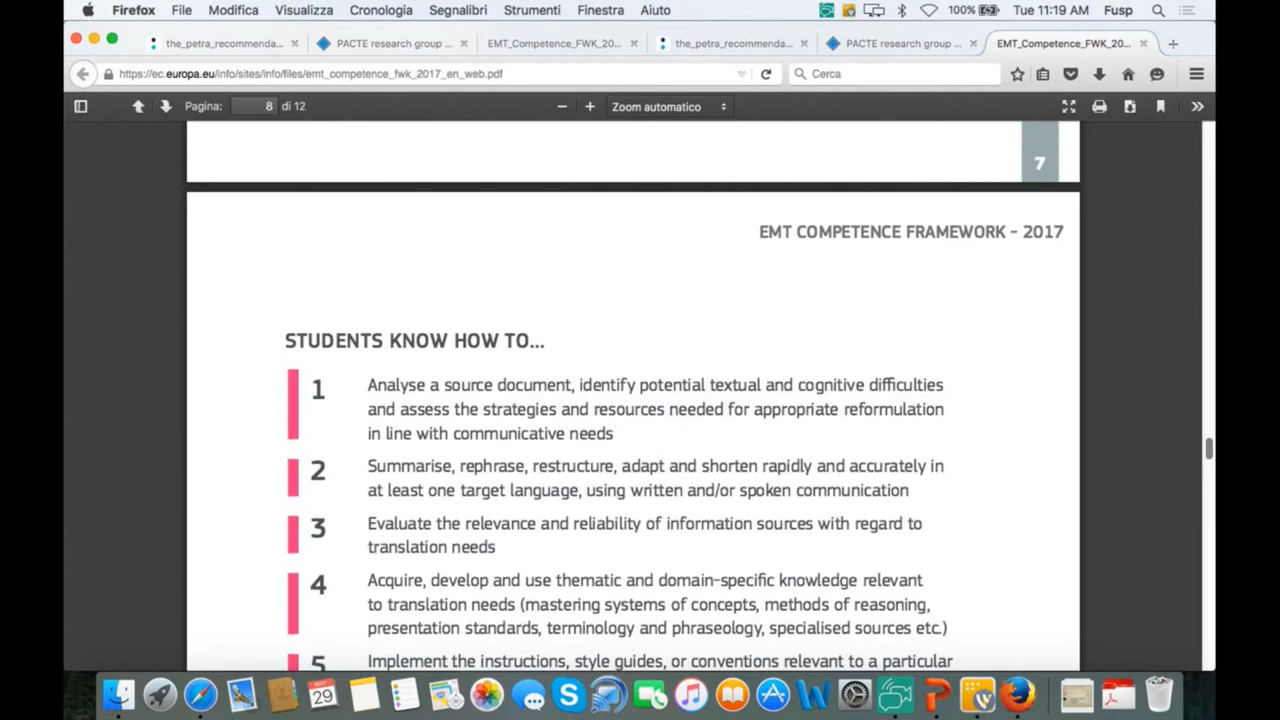 Firefox File Modifica Visualizza Cronologia Segnalibri Strumenti Finestra Aiuto 100% Tue 11:19 AM Fusp
the_petra_recommenda... PACTE research group ... EMT_Competence_FWK_20... the_petra_recommenda... PACTE research group ... EMT_Competence_FWK_20...
https://ec.europa.eu/info/sites/info/files/emt_competence_fwk_2017_en_web.pdf Cerca
Pagina: 8 di 12 Zoom automatico
7
EMT COMPETENCE FRAMEWORK - 2017
STUDENTS KNOW HOW TO...
1 Analyse a source document, identify potential textual and cognitive difficulties
and assess the strategies and resources needed for appropriate reformulation
in line with communicative needs
2 Summarise, rephrase, restructure, adapt and shorten rapidly and accurately in
at least one target language, using written and/or spoken communication
3 Evaluate the relevance and reliability of information sources with regard to
translation needs
4 Acquire, develop and use thematic and domain-specific knowledge relevant
to translation needs (mastering systems of concepts, methods of reasoning,
presentation standards, terminology and phraseology, specialised sources etc.)
5 Implement the instructions, style guides, or conventions relevant to a particular
29